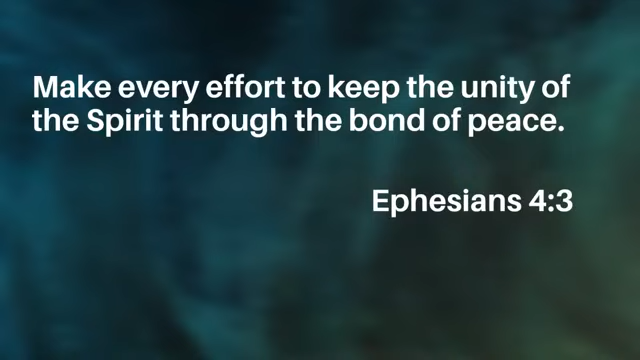 Make every effort to keep the unity of
the Spirit through the bond of peace.
Ephesians 4:3